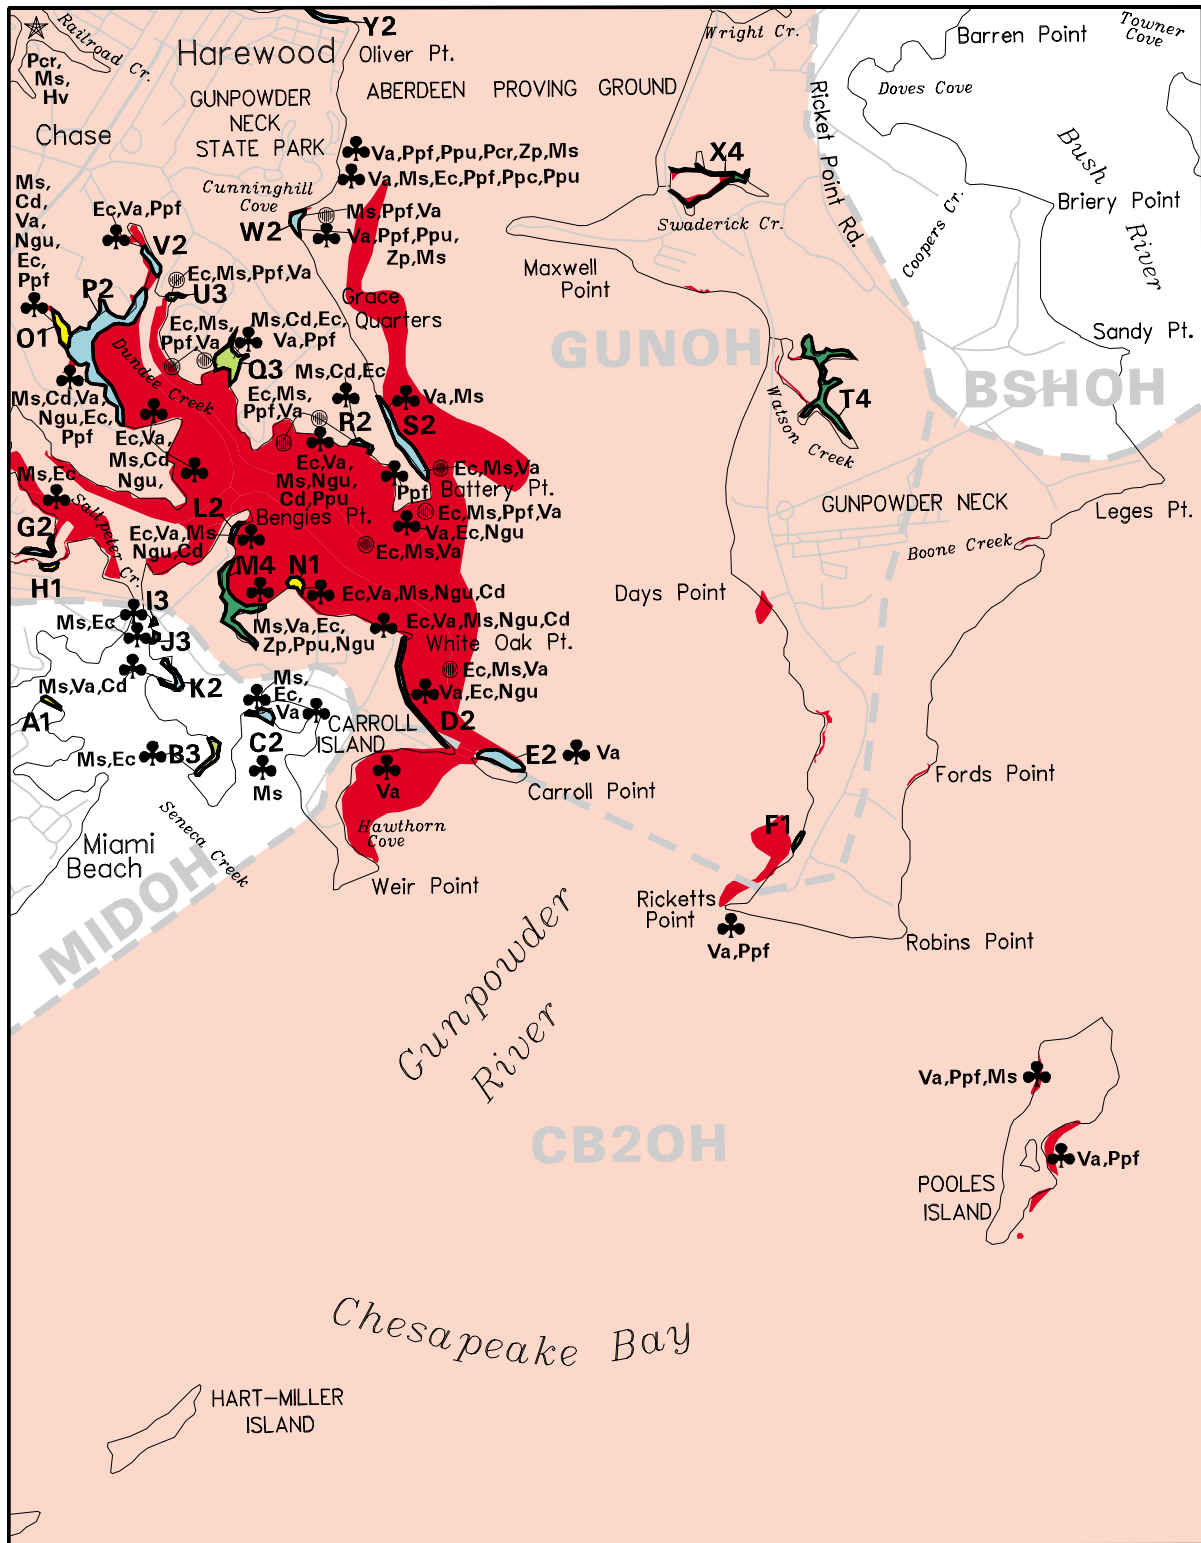 Y2
Oliver Pt.
Railroad Cr.
Harewood
Wright Cr.
Barren Point
Towner
Cove
Pcr,
Ms,
Hv
GUNPOWDER
NECK
STATE PARK
ABERDEEN PROVING GROUND
Doves Cove
Chase
Ricket Point Rd.
Bush
River
Va,Ppf,Ppu,Pcr,Zp,Ms
Va,Ms,Ec,Ppf,Ppc,Ppu
X4
Ms,
Cd,
Va,
Ngu,
Ec,
Ppf
Cunninghill
Cove
Ec,Va,Ppf
V2
W2
Ms,Ppf,Va
Va,Ppf,Ppu,
Zp,Ms
Swaderick Cr.
Coopers Cr.
Briery Point
Maxwell
Point
P2
Ec,Ms,Ppf,Va
U3
Grace
Quarters
O1
Ec,Ms,
Ppf,Va
Ms,Cd,Ec,
Va,Ppf
GUNOH
Sandy Pt.
BSHOH
Dundee Creek
Q3
Ms,Cd,Ec
Ms,Cd,Va,
Ngu,Ec,
Ppf
Ec,Ms,
Ppf,Va
R2
S2
Va,Ms
T4
Watson Creek
Ec,Va,
Ms,Cd
Ngu,
Ec,Va,
Ms,Ngu,
Cd,Ppu
Ppf
Ec,Ms,Va
Battery Pt.
Ms,Ec
Saltpeter Cr.
G2
L2
Bengies Pt.
Ec,Ms,Ppf,Va
Va,Ec,Ngu
Ec,Ms,Va
GUNPOWDER NECK
Leges Pt.
Boone Creek
Ec,Va,Ms
Ngu,Cd
H1
M4
N1
Ec,Va,Ms,Ngu,Cd
Days Point
I3
Ms,Ec
J3
Ms,Va,Ec,
Zp,Ppu,Ngu
Ec,Va,Ms,Ngu,Cd
White Oak Pt.
Ec,Ms,Va
Va,Ec,Ngu
Ms,Va,Cd
K2
Ms,
Ec,
Va
A1
CARROLL
ISLAND
D2
Ms,Ec
B3
C2
Ms
E2
Va
Va
Carroll Point
Fords Point
Seneca Creek
Miami
Beach
Hawthorn
Cove
Weir Point
F1
MIDOH
Ricketts
Point
Va,Ppf
Robins Point
Gunpowder
River
Va,Ppf,Ms
CB2OH
Va,Ppf
POOLES
ISLAND
Chesapeake Bay
HART-MILLER
ISLAND